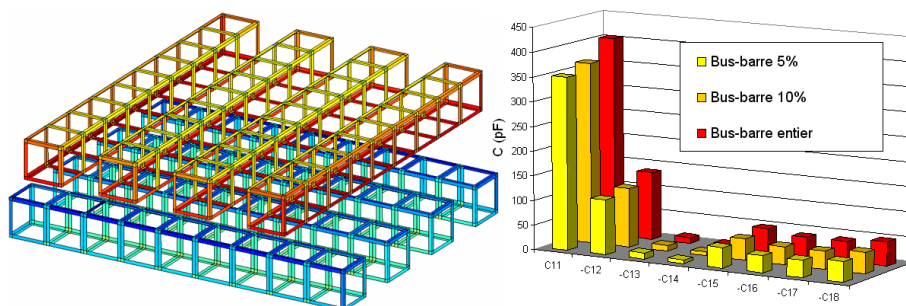 C (pF)
450
400
350
300
250
200
150
100
50
0
Bus-barre 5%
Bus-barre 10%
Bus-barre entier
C11
-C12
-C13
-C14
-C15
-C16
-C17
-C18